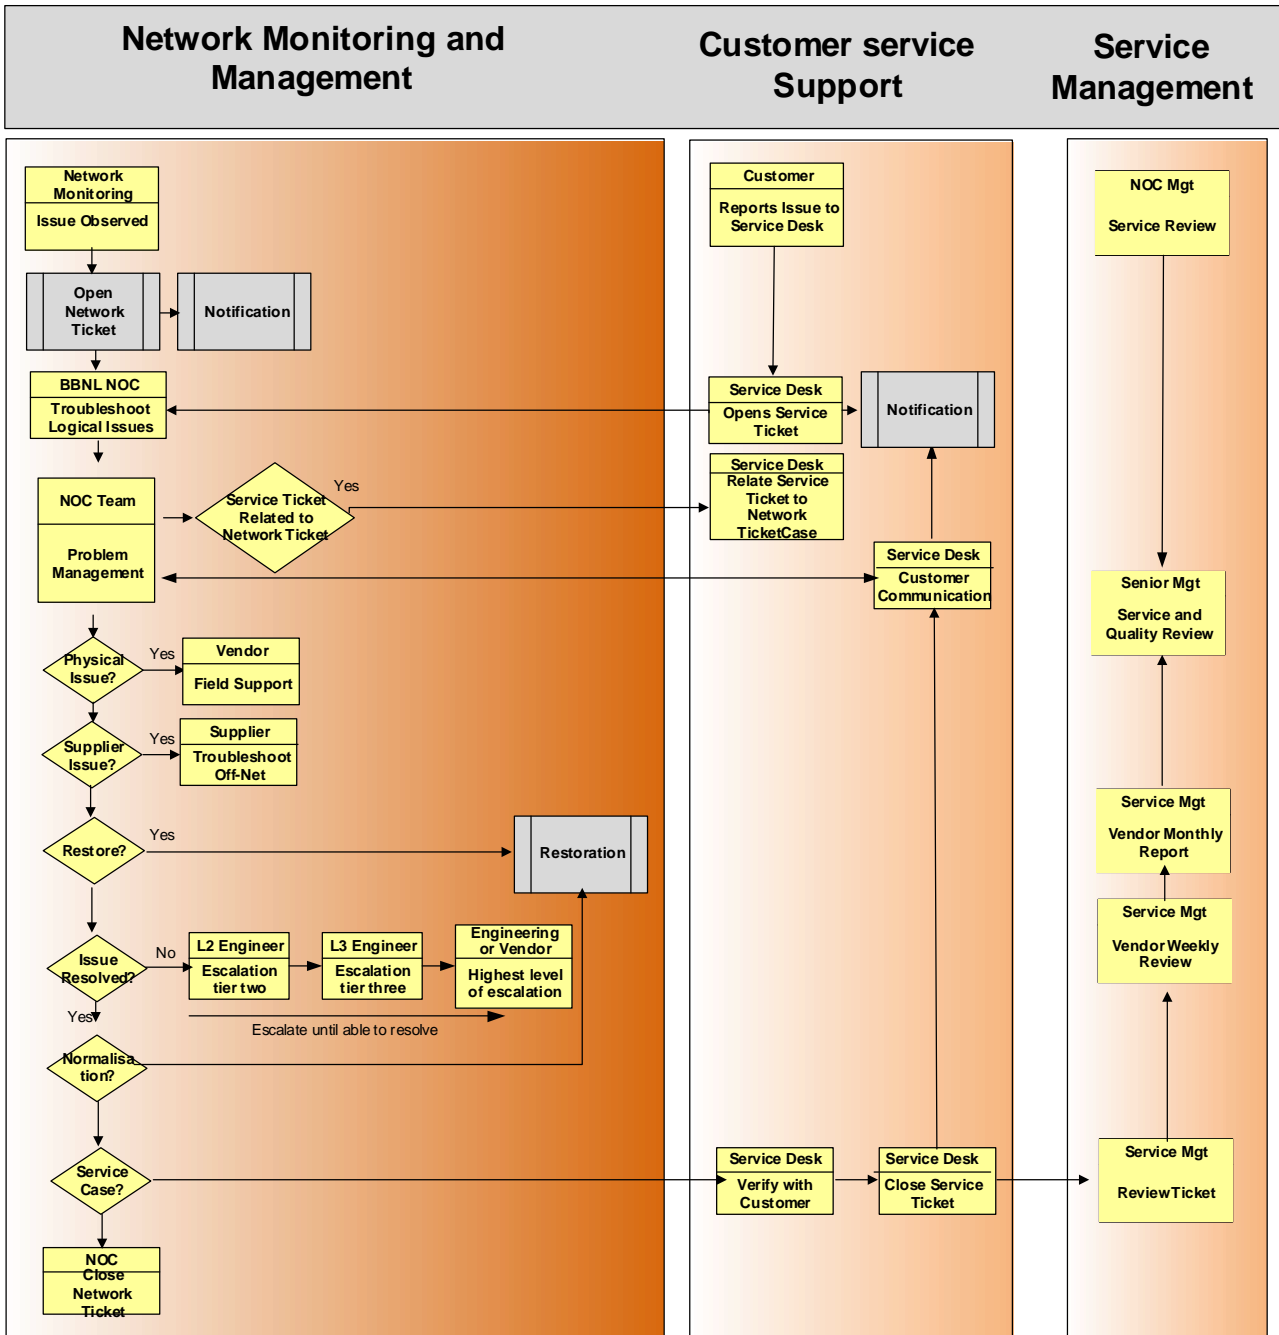 Network Monitoring and
Management
Customer service
Support
Service
Management
Network
Monitoring
Issue Observed
Open
Network
Ticket
Notification
BBNL NOC
Troubleshoot
Logical Issues
NOC Team
Problem
Management
Service Ticket
Related to
Network Ticket
Yes
Physical
Issue?
Yes
Vendor
Field Support
Supplier
Issue?
Yes
Supplier
Troubleshoot
Off-Net
Restore?
Yes
Restoration
Issue
Resolved?
No
L2 Engineer
Escalation
tier two
L3 Engineer
Escalation
tier three
Engineering
or Vendor
Highest level
of escalation
Yes
Escalate until able to resolve
Normalisa
tion?
Service
Case?
NOC
Close
Network
Ticket
Customer
Reports Issue to
Service Desk
Service Desk
Opens Service
Ticket
Notification
Service Desk
Relate Service
Ticket to
Network
TicketCase
Service Desk
Customer
Communication
Service Desk
Verify with
Customer
Service Desk
Close Service
Ticket
NOC Mgt
Service Review
Senior Mgt
Service and
Quality Review
Service Mgt
Vendor Monthly
Report
Service Mgt
Vendor Weekly
Review
Service Mgt
ReviewTicket